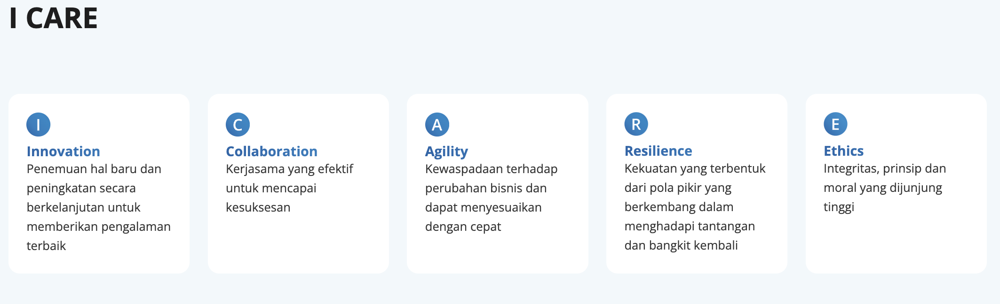 I CARE
I
Innovation
Penemuan hal baru dan
peningkatan secara
berkelanjutan untuk
memberikan pengalaman
terbaik
C
Collaboration
Kerjasama yang efektif
untuk mencapai
kesuksesan
A
Agility
Kewaspadaan terhadap
perubahan bisnis dan
dapat menyesuaikan
dengan cepat
R
Resilience
Kekuatan yang terbentuk
dari pola pikir yang
berkembang dalam
menghadapi tantangan
dan bangkit kembali
E
Ethics
Integritas, prinsip dan
moral yang dijunjung
tinggi